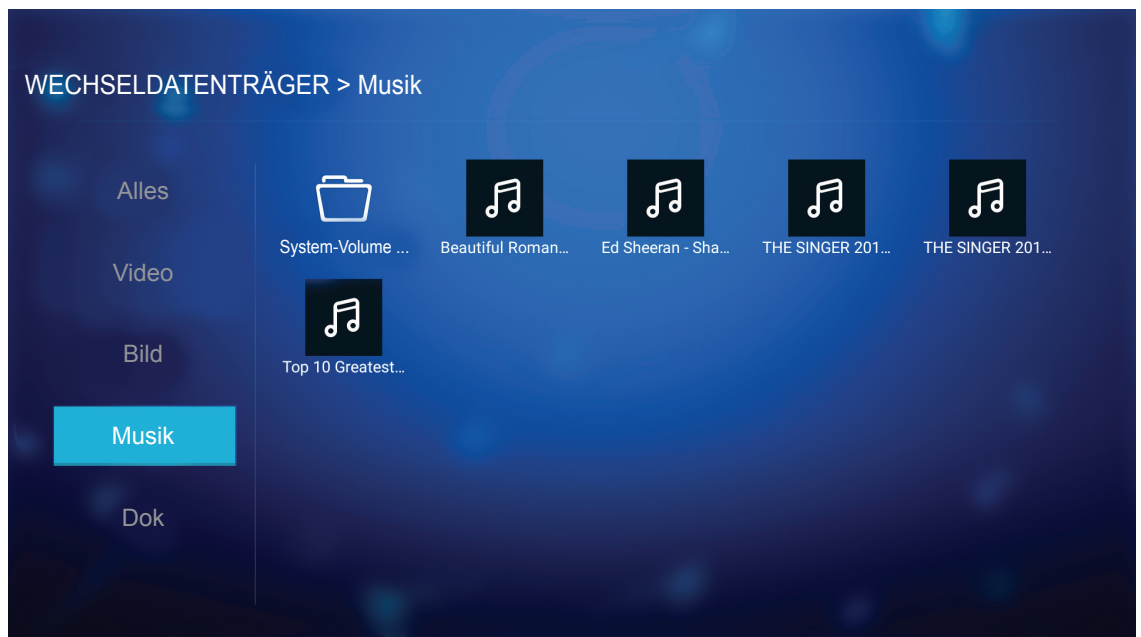 WECHSELDATENTRÄGER > Musik
Alles
Video
Bild
Musik
Dok
System-Volume ...
Beautiful Roman...
Ed Sheeran - Sha...
THE SINGER 201...
THE SINGER 201...
Top 10 Greatest...